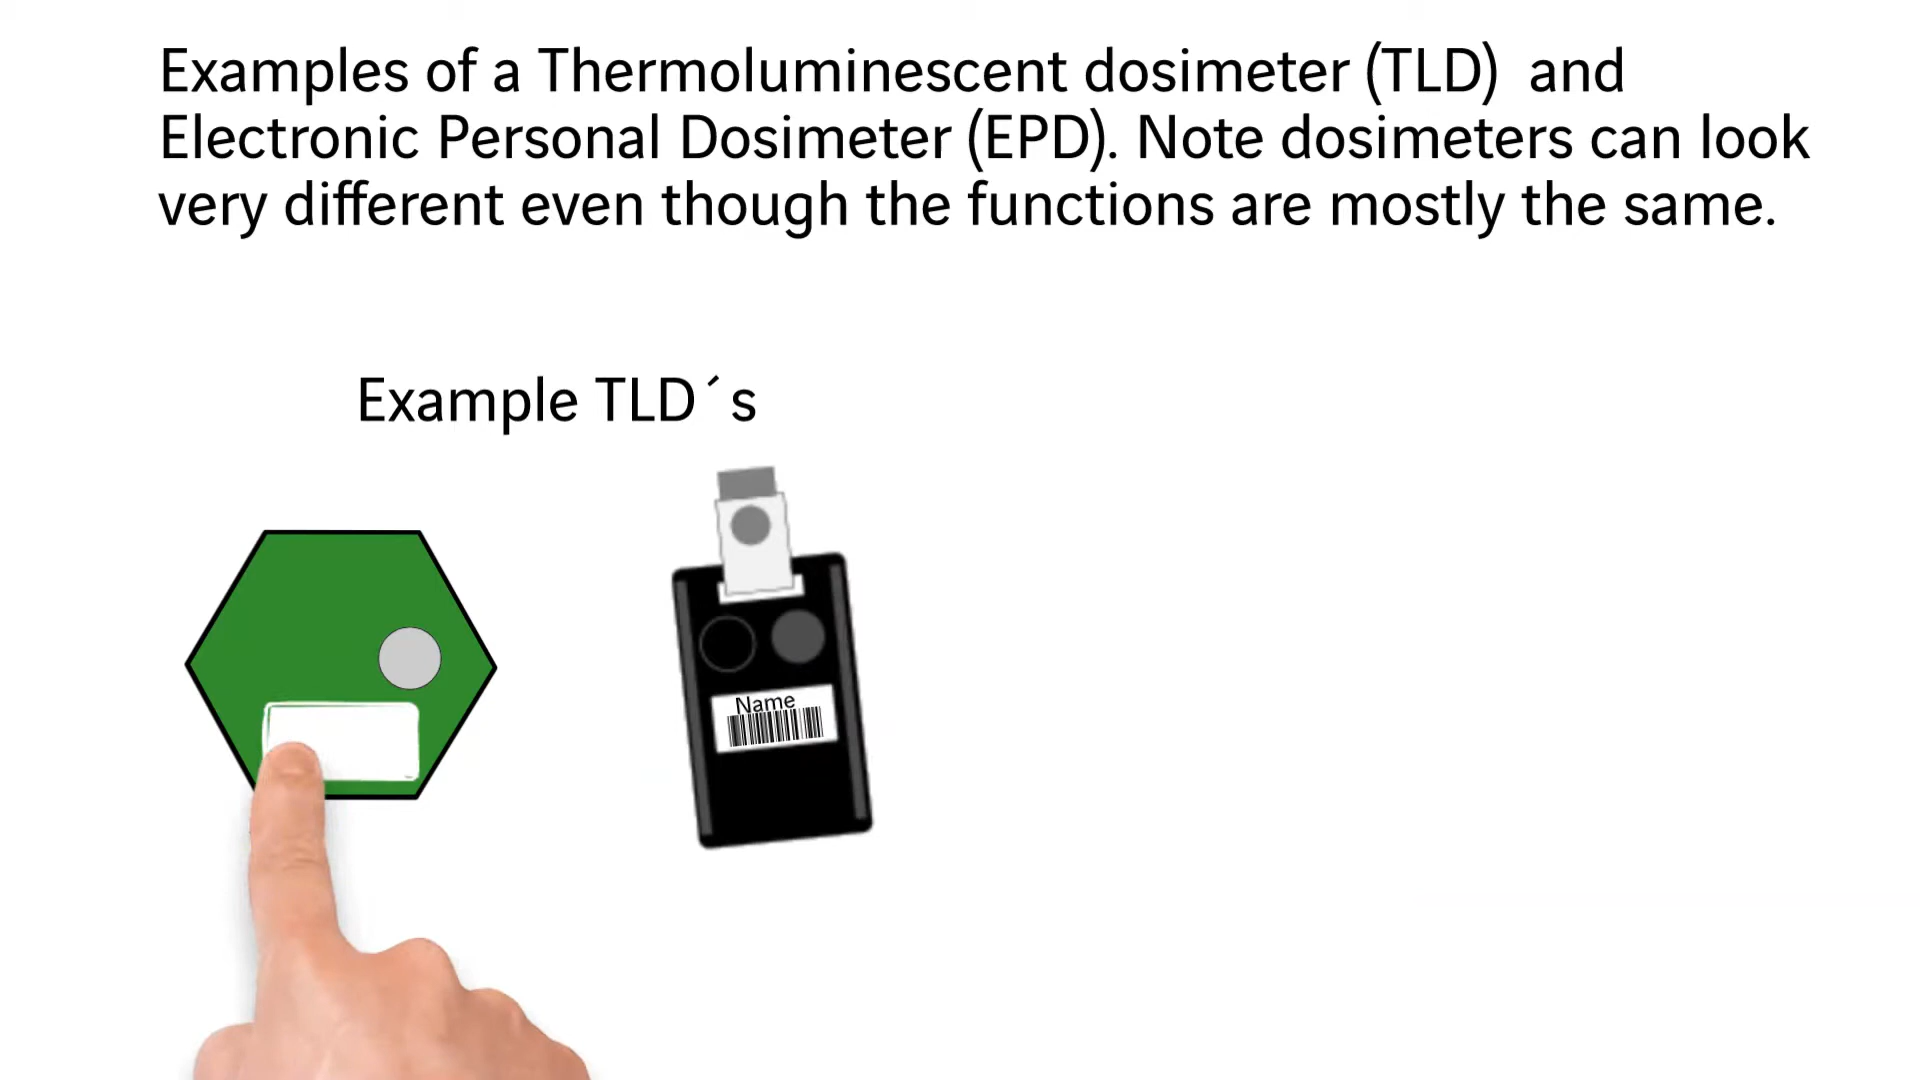 Examples of a Thermoluminescent dosimeter (TLD)  and
Electronic Personal Dosimeter (EPD). Note dosimeters can look
very different even though the functions are mostly the same.
Example TLD´s
Name